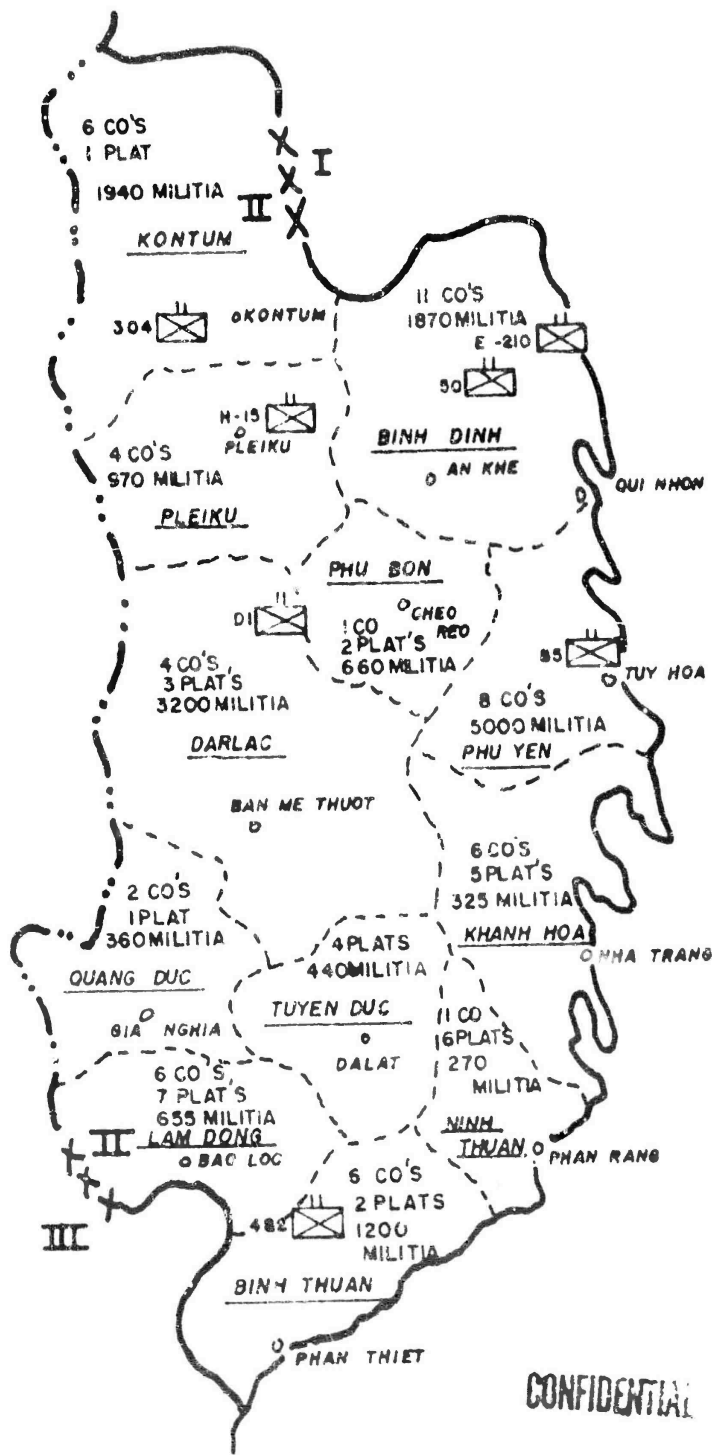 6 CO'S
1 PLAT
1940 MILITIA
I
II
KONTUM
304
KONTUM
11 CO'S
1870 MILITIA
E-210
50
H-15
PLEIKU
BINH DINH
AN KHE
QUI NHON
4 CO'S
970 MILITIA
PLEIKU
PHU BON
CHEO
REO
1 CO
2 PLAT'S
660 MILITIA
D1
85
TUY HOA
4 CO'S
3 PLAT'S
3200 MILITIA
8 CO'S
5000 MILITIA
PHU YEN
DARLAC
BAN ME THUOT
6 CO'S
5 PLAT'S
325 MILITIA
KHANH HOA
NHA TRANG
2 CO'S
1 PLAT
360 MILITIA
QUANG DUC
GIA NGHIA
4 PLATS
440 MILITIA
TUYEN DUC
DALAT
1 CO
6 PLAT'S
270
MILITIA
NINH
THUAN
PHAN RANG
6 CO'S
7 PLAT'S
655 MILITIA
II
LAM DONG
BAO LOC
III
6 CO'S
2 PLATS
1200
MILITIA
482
BINH THUAN
PHAN THIET
CONFIDENTIAL